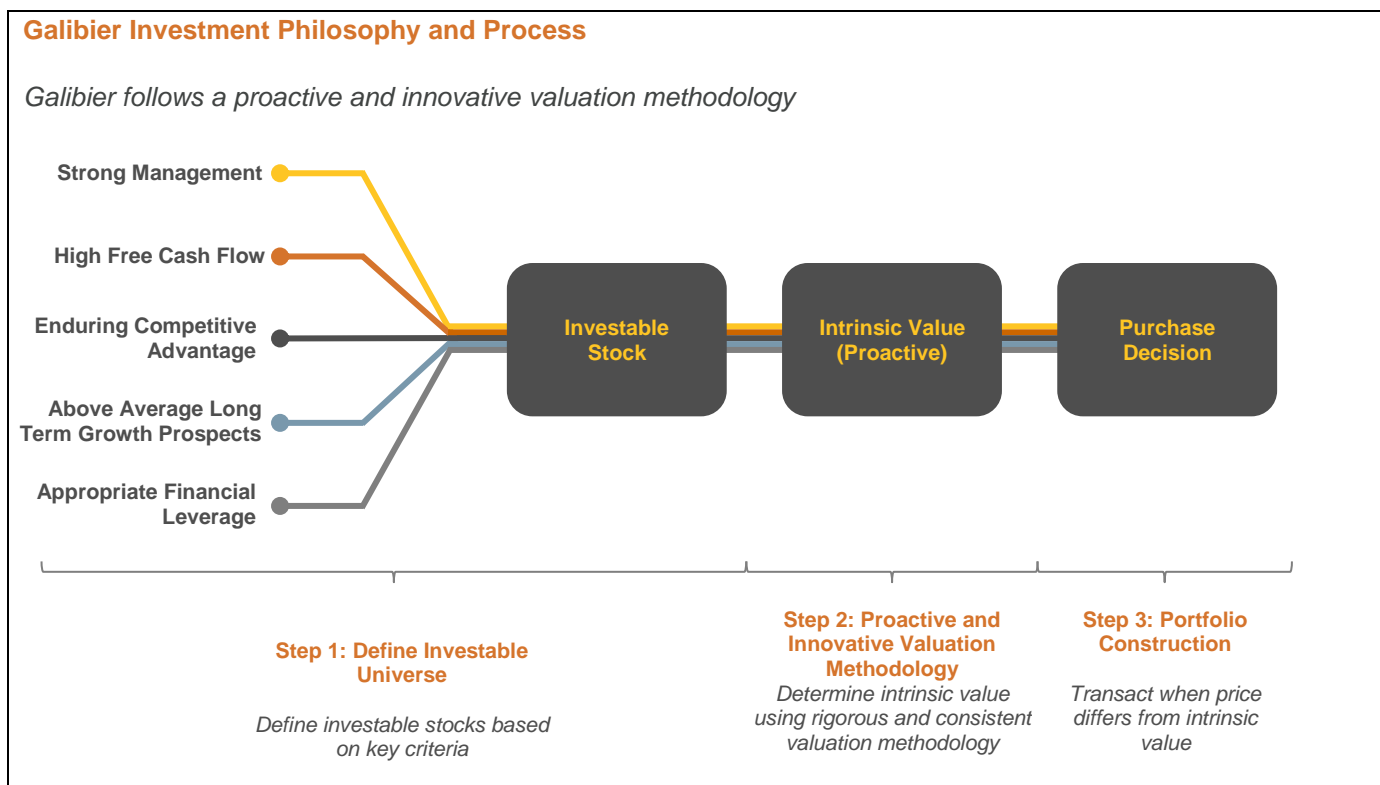 Galibier Investment Philosophy and Process
Galibier follows a proactive and innovative valuation methodology
Strong Management
High Free Cash Flow
Enduring Competitive
Advantage
Above Average Long
Term Growth Prospects
Appropriate Financial
Leverage
Investable
Stock
Intrinsic Value
(Proactive)
Purchase
Decision
Step 1: Define Investable
Universe
Define investable stocks based
on key criteria
Step 2: Proactive and
Innovative Valuation
Methodology
Determine intrinsic value
using rigorous and consistent
valuation methodology
Step 3: Portfolio
Construction
Transact when price
differs from intrinsic
value